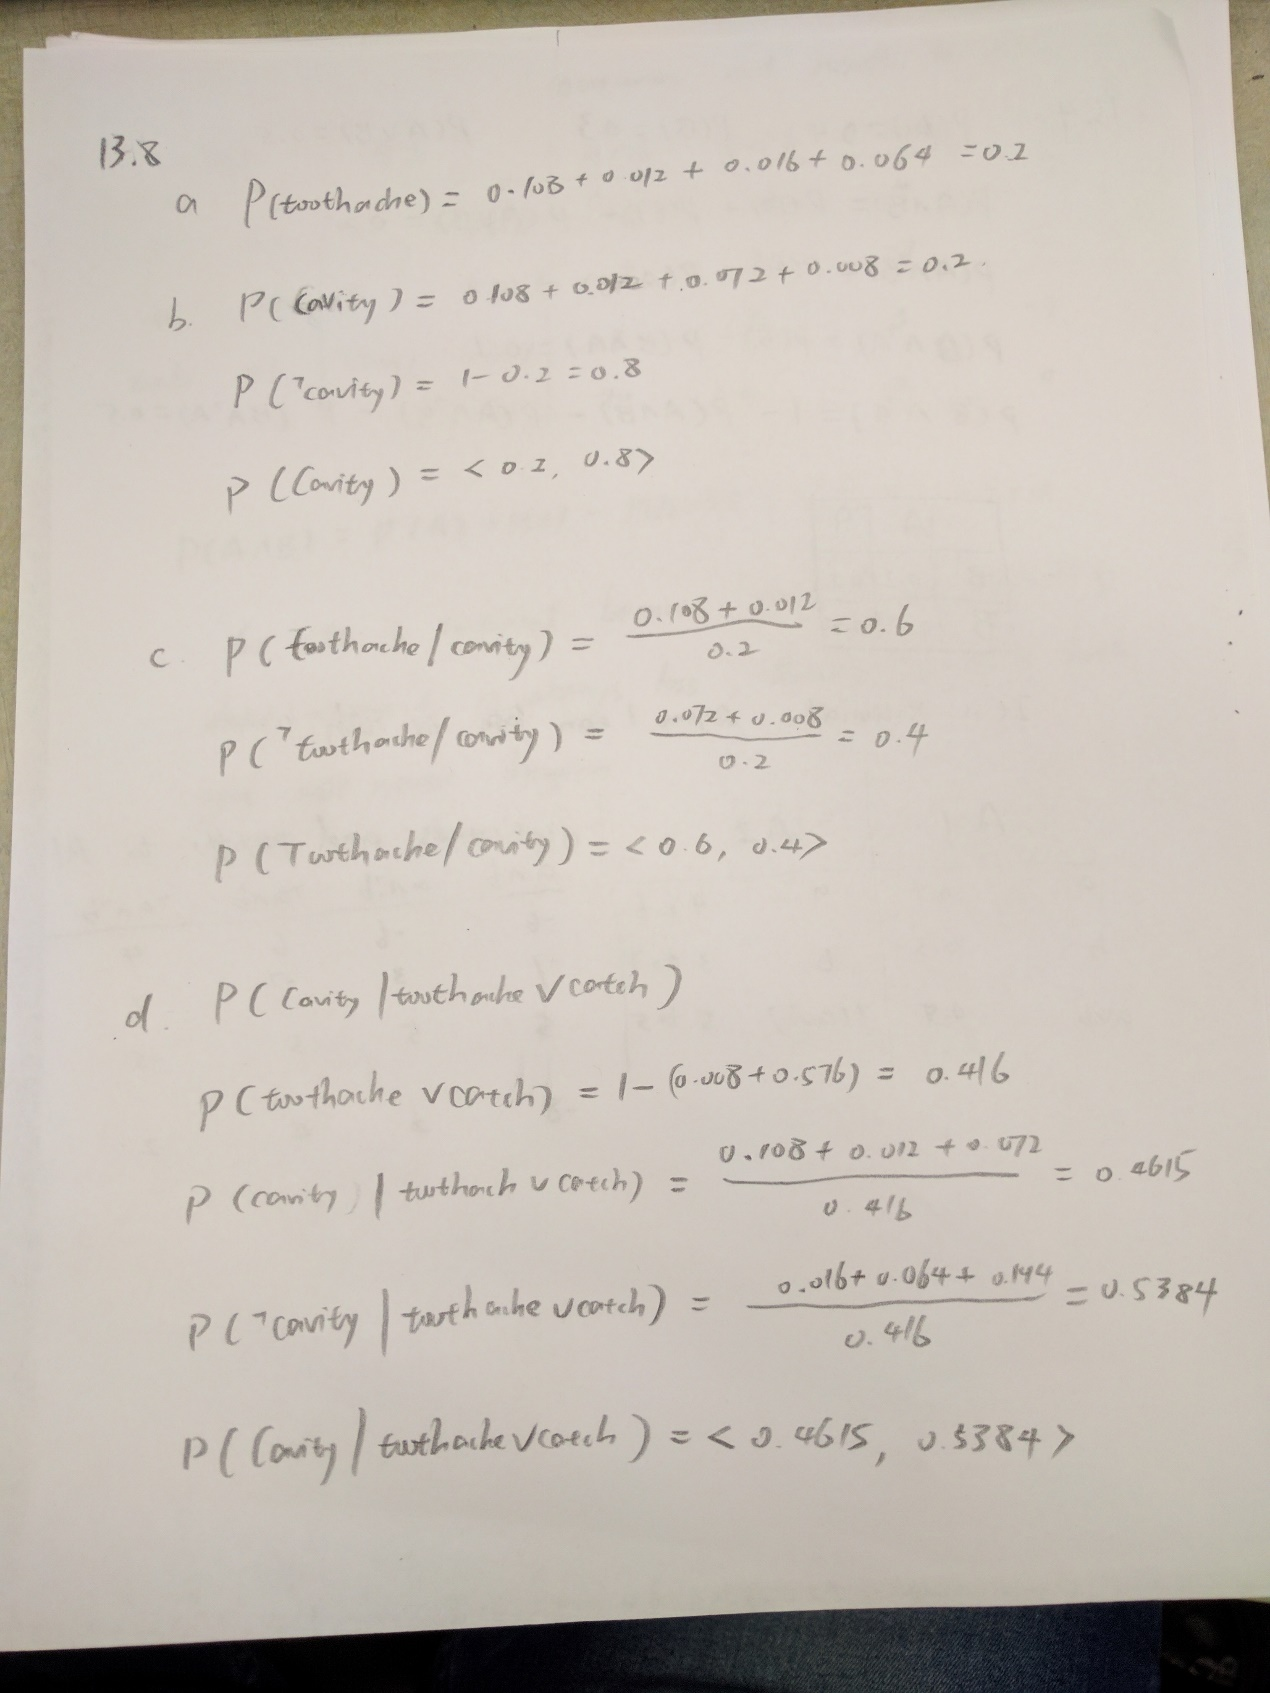 13.8
a P(toothache) = 0.108 + 0.012 + 0.016 + 0.064 = 0.2
b. P(Cavity) = 0.108 + 0.012 + 0.072 + 0.008 = 0.2.
P(¬cavity) = 1 - 0.2 = 0.8
P(Cavity) = <0.2, 0.8>
c. P(toothache/cavity) = (0.108 + 0.012)/0.2 = 0.6
P(¬toothache/cavity) = (0.072 + 0.008)/0.2 = 0.4
P(Toothache/cavity) = <0.6, 0.4>
d. P(Cavity | toothache ∨ catch)
P(toothache ∨ catch) = 1 - (0.008 + 0.576) = 0.416
P(cavity | toothach ∨ catch) = (0.108 + 0.012 + 0.072)/0.416 = 0.4615
P(¬cavity | toothache ∨ catch) = (0.016 + 0.064 + 0.144)/0.416 = 0.5384
P(Cavity | toothache ∨ catch) = <0.4615, 0.5384>